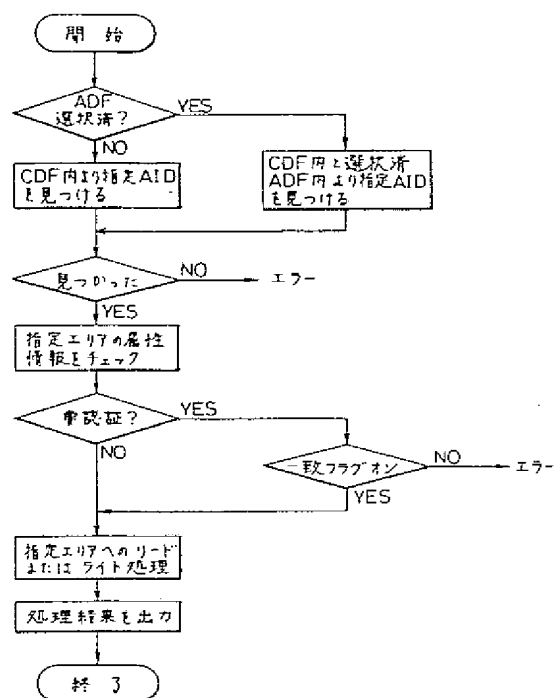 開始
ADF
選択済?
YES
NO
CDF内より指定AID
を見つける
CDF内と選択済
ADF内より指定AID
を見つける
見つかった
NO
エラー
YES
指定エリアの属性
情報をチェック
要認証?
YES
NO
一致フラグオン
NO
エラー
YES
指定エリアへのリード
または ライト処理
処理結果を出力
終了